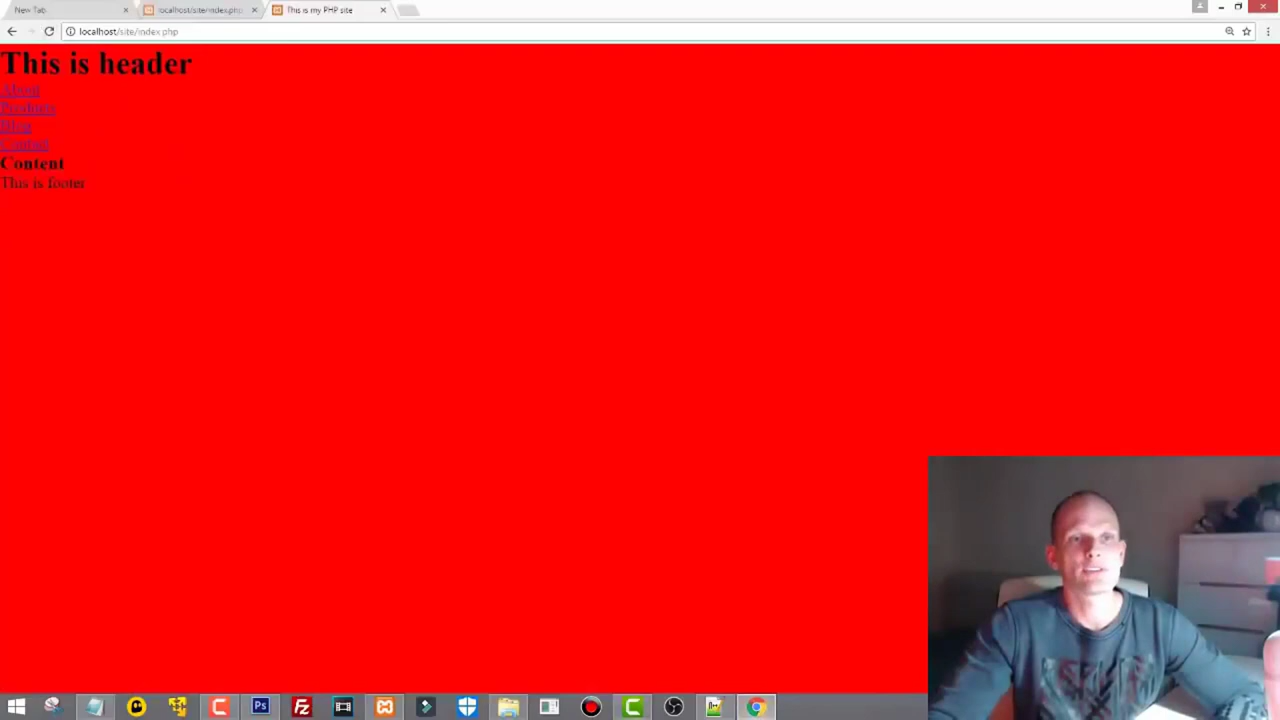 New Tab
localhost/site/index.php
This is my PHP site
localhost/site/index.php
This is header
About
Products
Blog
Contact
Content
This is footer